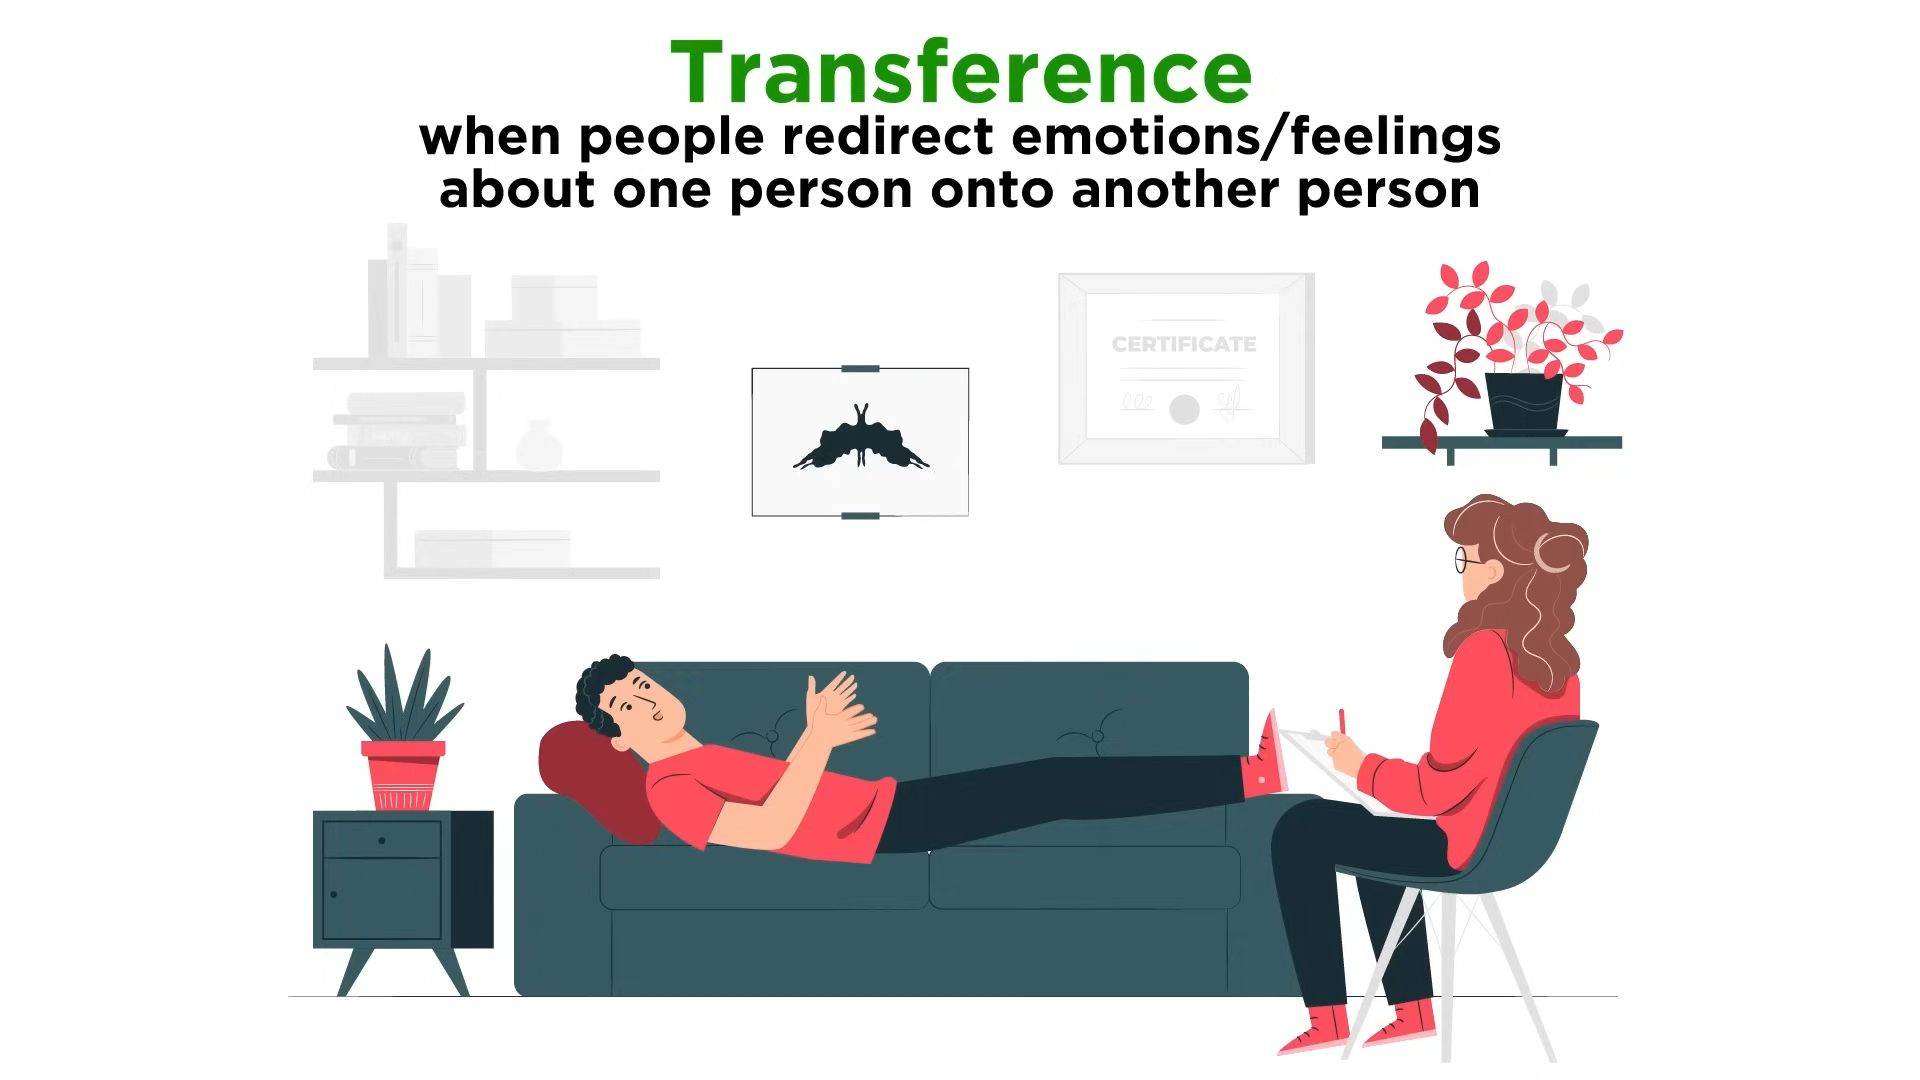 Transference
when people redirect emotions/feelings
about one person onto another person
CERTIFICATE